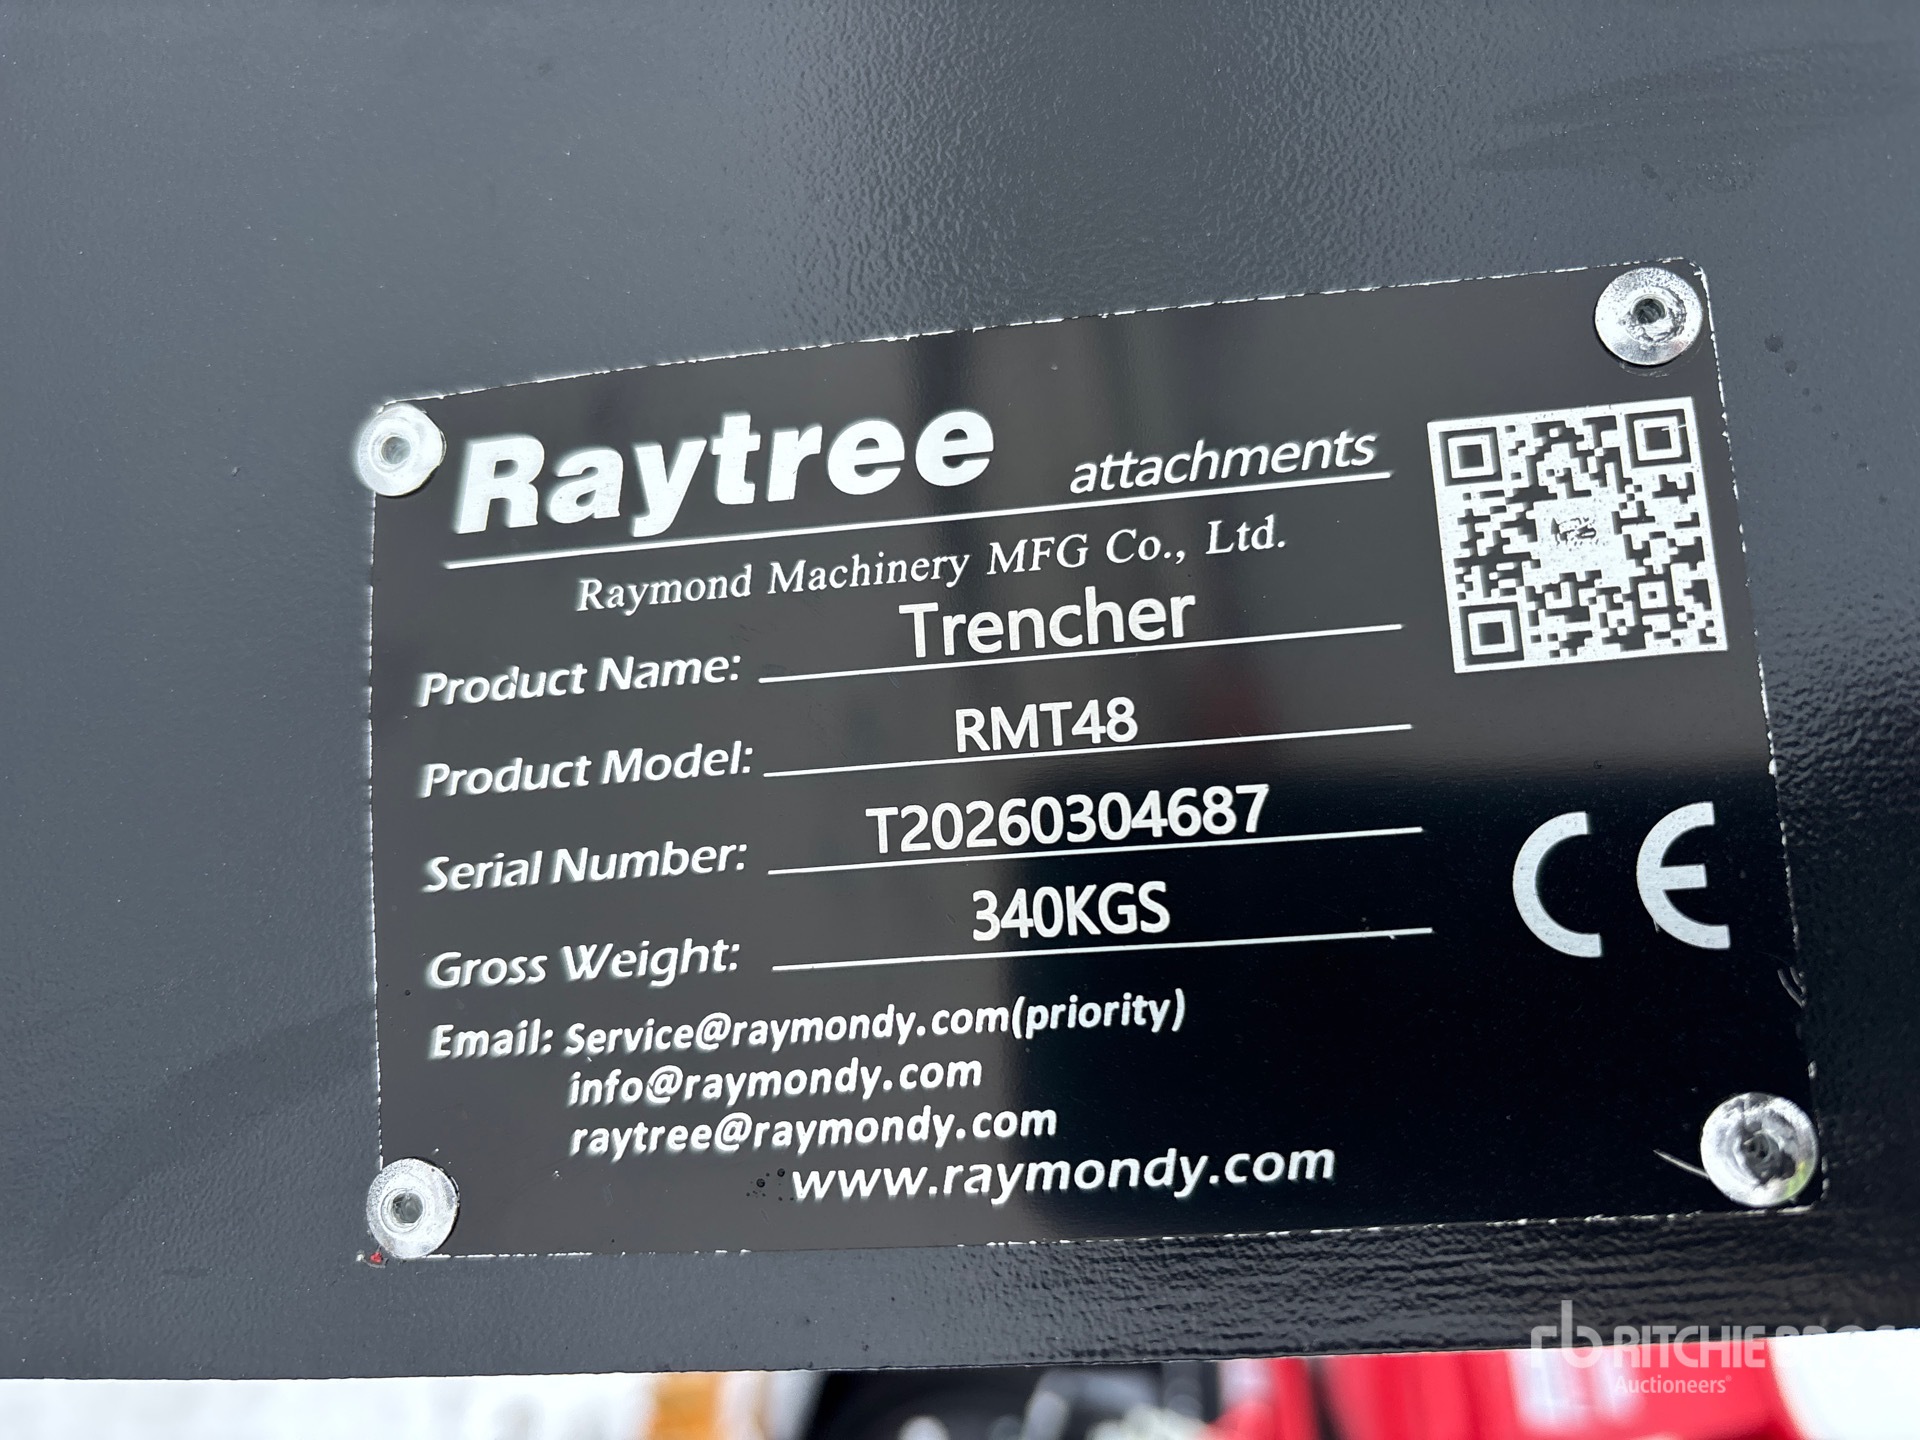 Raytree attachments
Raymond Machinery MFG Co., Ltd.
Product Name: Trencher
Product Model: RMT48
Serial Number: T20260304687
Gross Weight: 340KGS
CE
Email: Service@raymondy.com(priority)
info@raymondy.com
raytree@raymondy.com
www.raymondy.com
rb RITCHIE BROS
Auctioneers